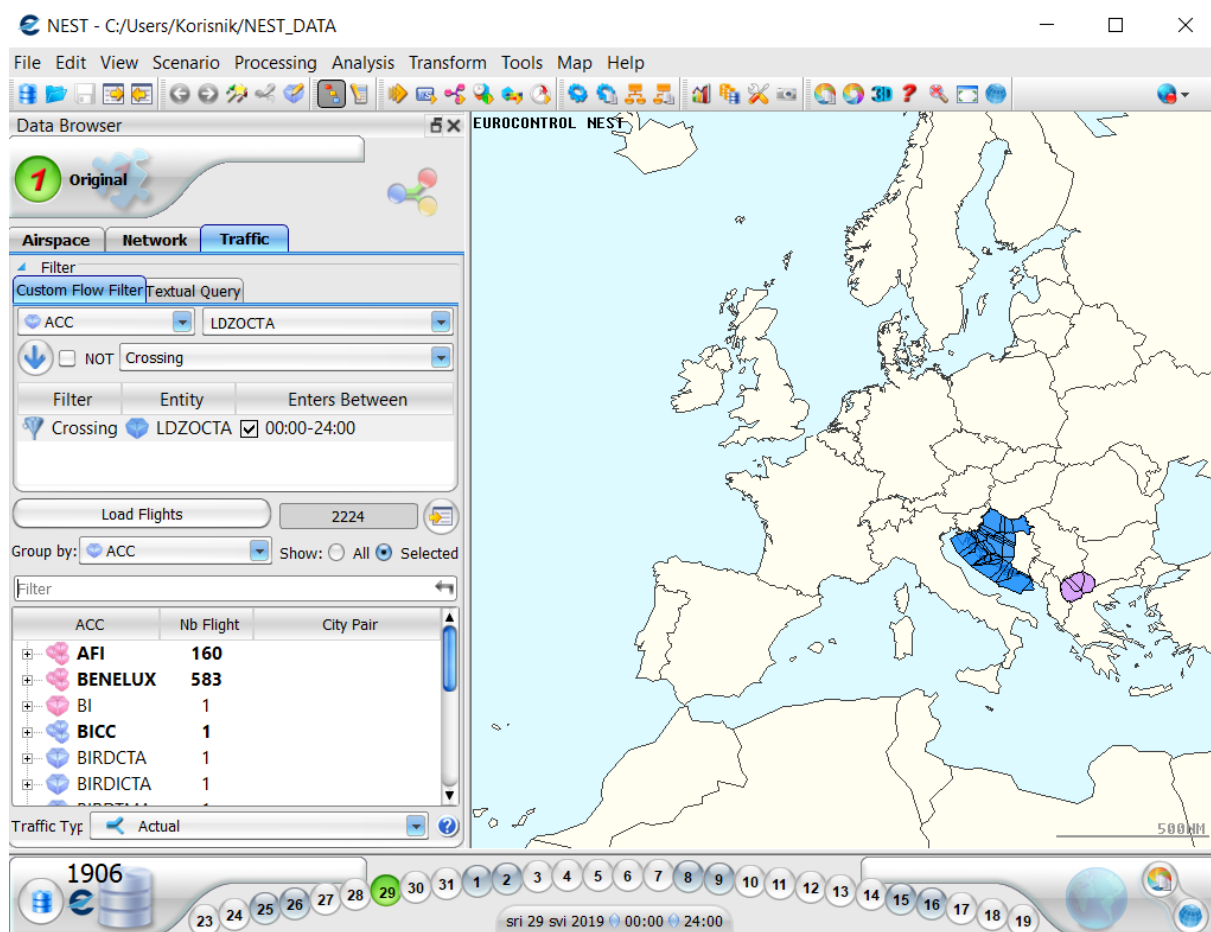 NEST - C:/Users/Korisnik/NEST_DATA
File Edit View Scenario Processing Analysis Transform Tools Map Help
3D ?
Data Browser
EUROCONTROL NEST
1 Original
Airspace Network Traffic
Filter
Custom Flow Filter Textual Query
ACC LDZOCTA
NOT Crossing
Filter Entity Enters Between
Crossing LDZOCTA 00:00-24:00
Load Flights 2224
Group by: ACC Show: All Selected
Filter
ACC Nb Flight City Pair
AFI 160
BENELUX 583
BI 1
BICC 1
BIRDCTA 1
BIRDICTA 1
Traffic Typ Actual ?
500NM
1906
23 24 25 26 27 28 29 30 31 1 2 3 4 5 6 7 8 9 10 11 12 13 14 15 16 17 18 19
sri 29 svi 2019 00:00 24:00